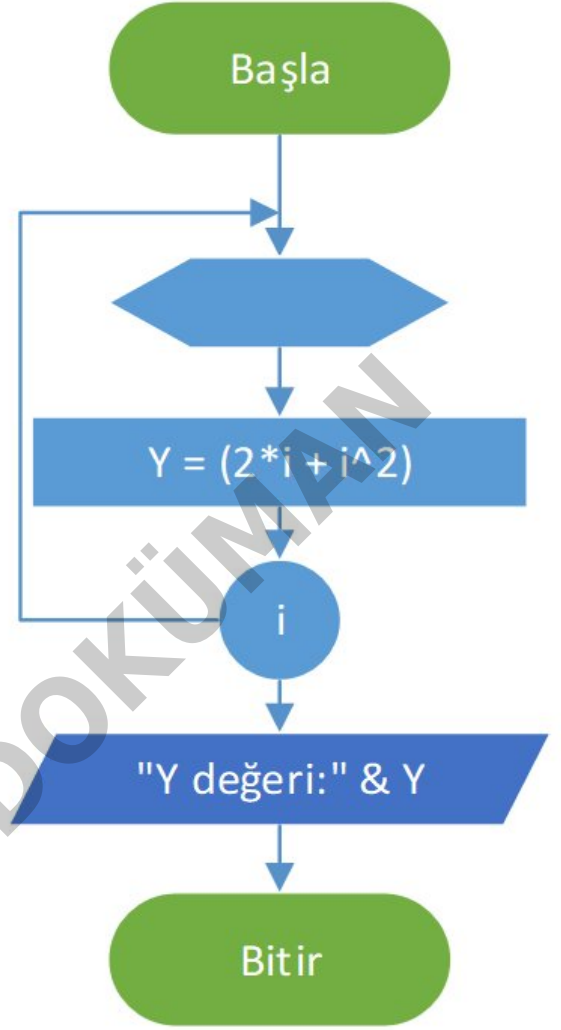 Başla
Y = (2*i + i^2)
i
"Y değeri:" & Y
Bitir
DOKÜMAN